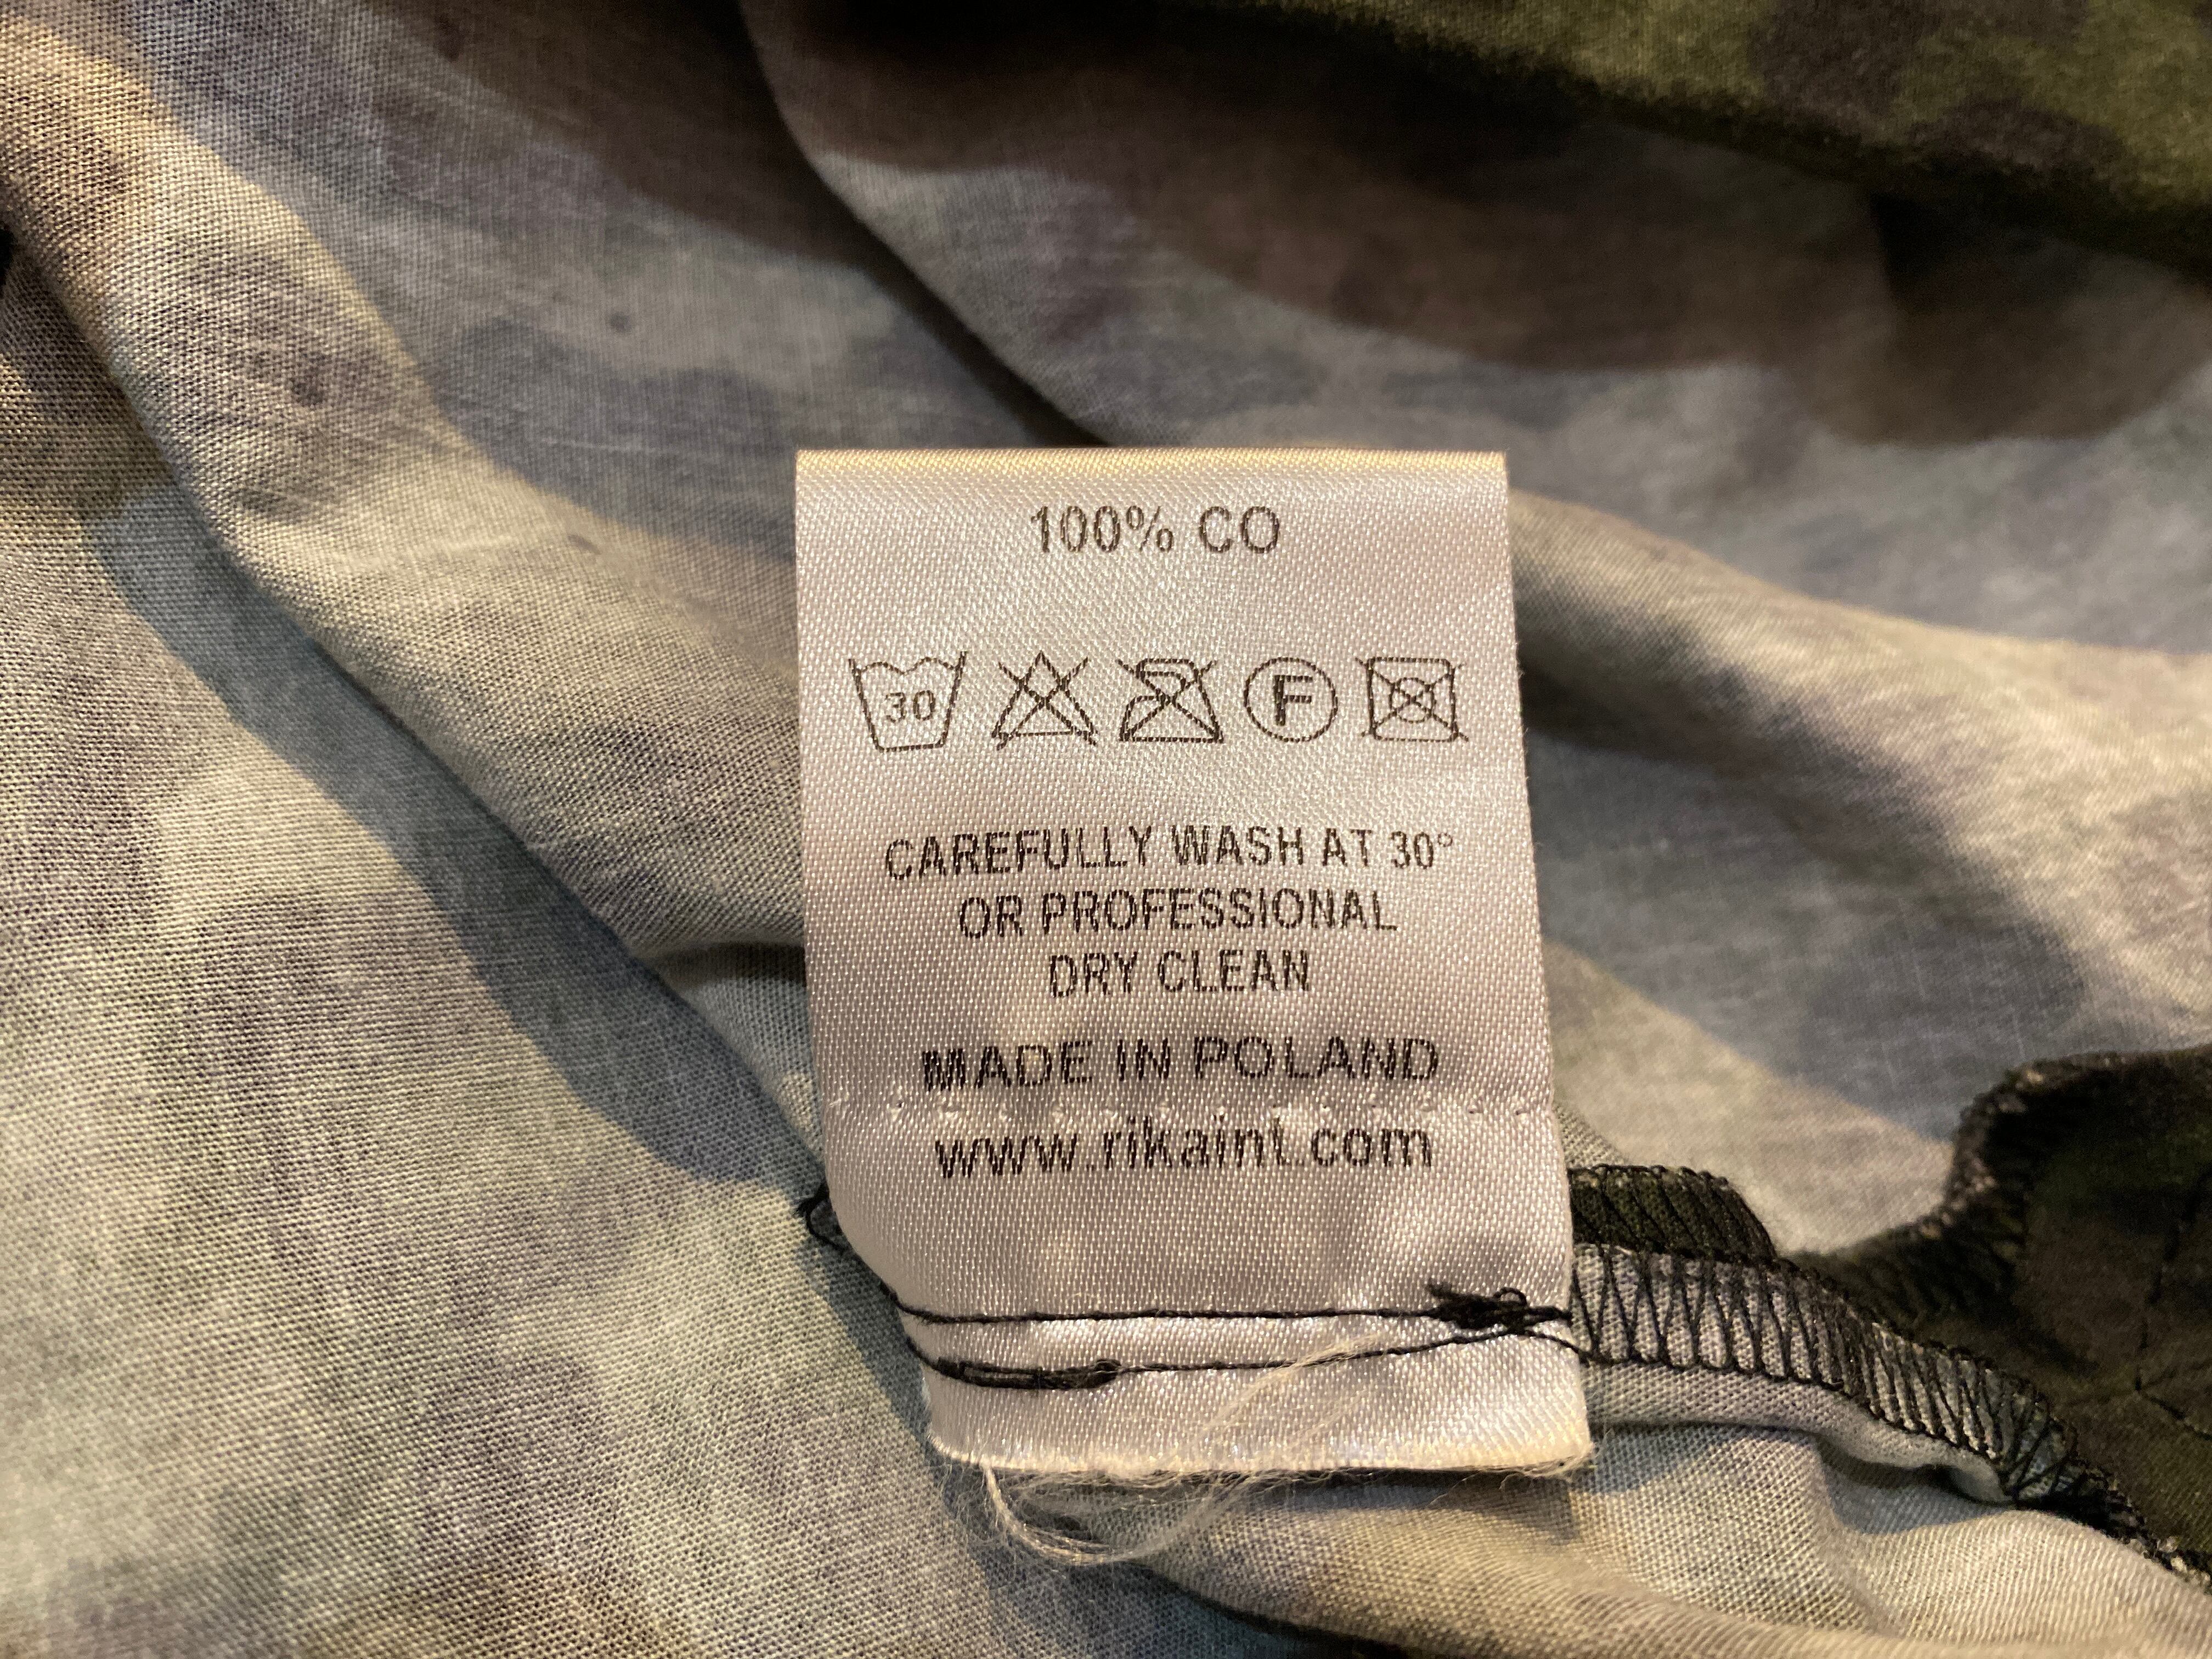 100% CO
30 F
CAREFULLY WASH AT 30°
OR PROFESSIONAL
DRY CLEAN
MADE IN POLAND
www.rikaint.com